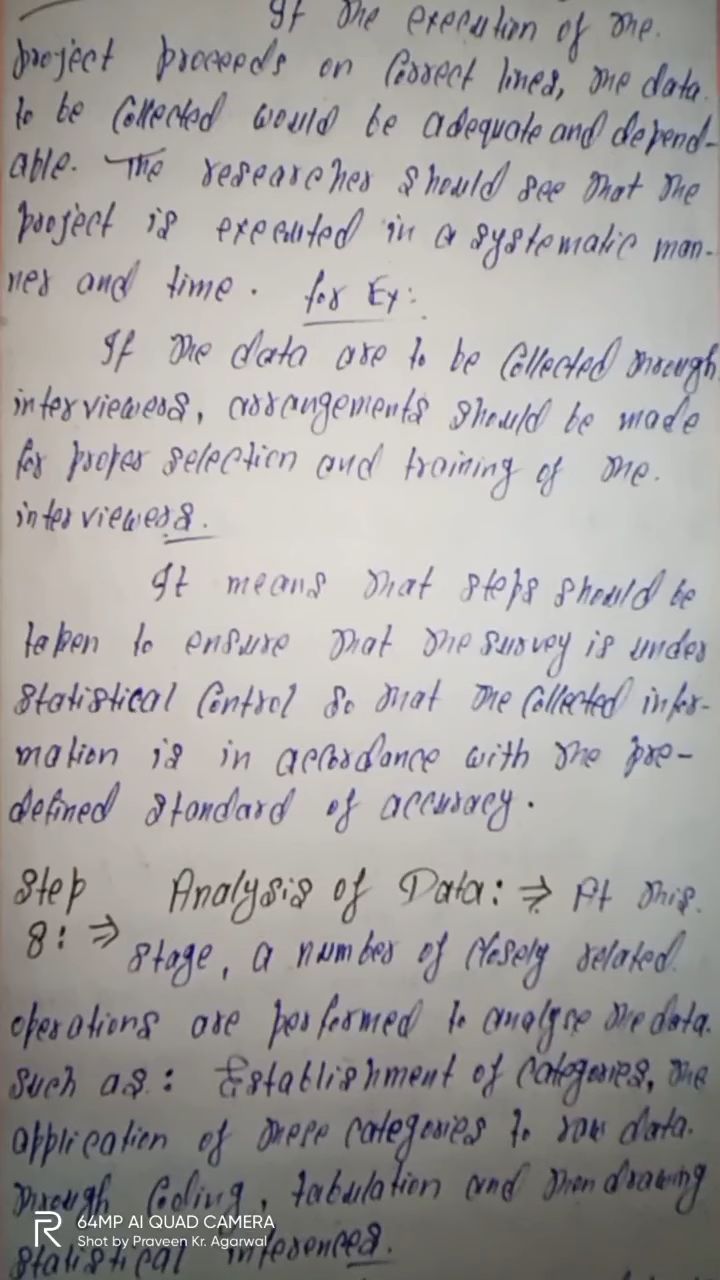 If the execution of the.
project proceeds on Correct lines, the data.
to be Collected would be adequate and depend-
able. The researcher should see that the
project is executed in a systematic man-
ner and time. for Ex:
If the data are to be Collected through
interviewers, arrangements should be made
for proper selection and training of the.
interviewers.
It means that steps should be
taken to ensure that the survey is under
Statistical Control so that the Collected infor-
mation is in accordance with the pre-
defined standard of accuracy.
Step Analysis of Data: ⇒ At this.
8: ⇒ stage, a number of Closely related.
operations are performed to analyse the data.
such as: Establishment of Categories, the
application of these categories to raw data.
through Coding, tabulation and then drawing
statistical inferences.
64MP AI QUAD CAMERA
Shot by Praveen Kr. Agarwal